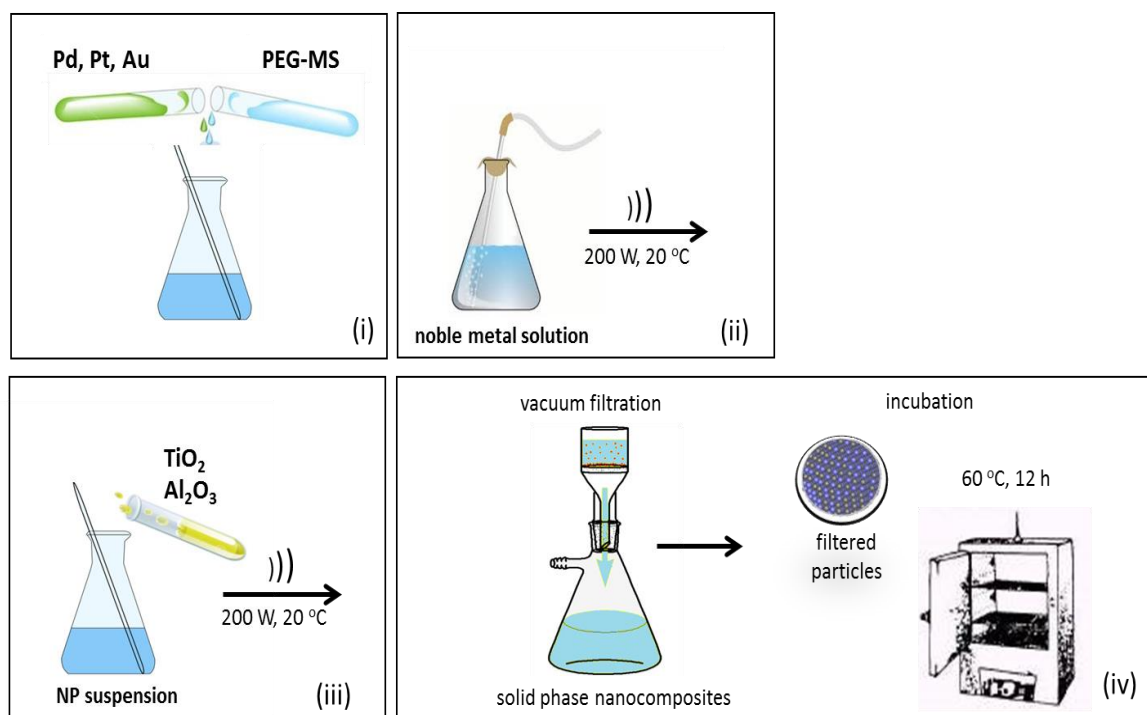 Pd, Pt, Au
PEG-MS
(i)
)))
200 W, 20 °C
noble metal solution
(ii)
TiO₂
Al₂O₃
)))
200 W, 20 °C
NP suspension
(iii)
vacuum filtration
incubation
60 °C, 12 h
filtered
particles
solid phase nanocomposites
(iv)